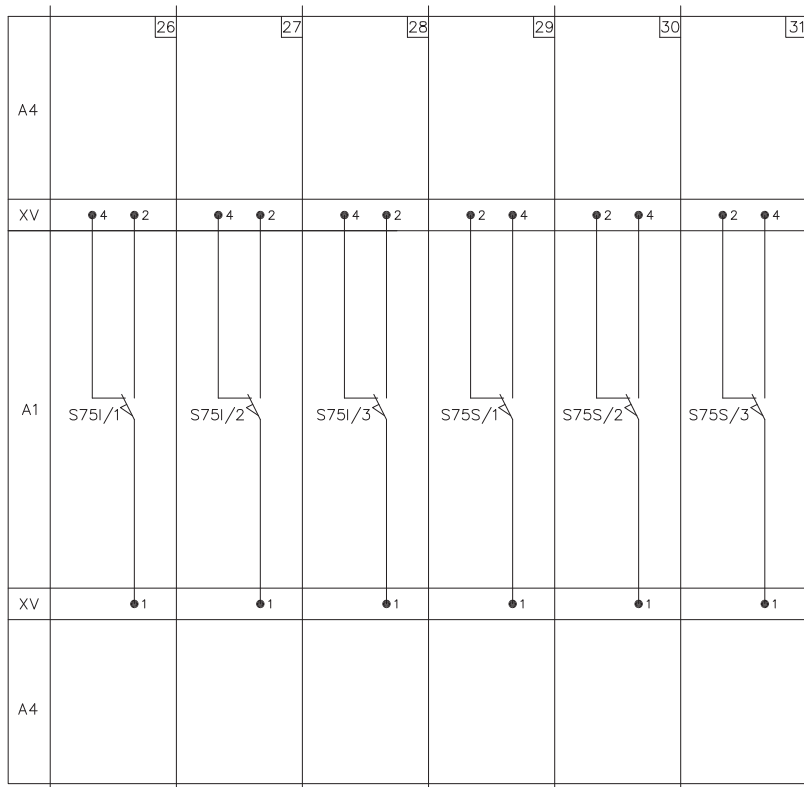 26 27 28 29 30 31
A4
XV 4 2 4 2 4 2 2 4 2 4 2 4
A1 S75I/1 S75I/2 S75I/3 S75S/1 S75S/2 S75S/3
XV 1 1 1 1 1 1
A4